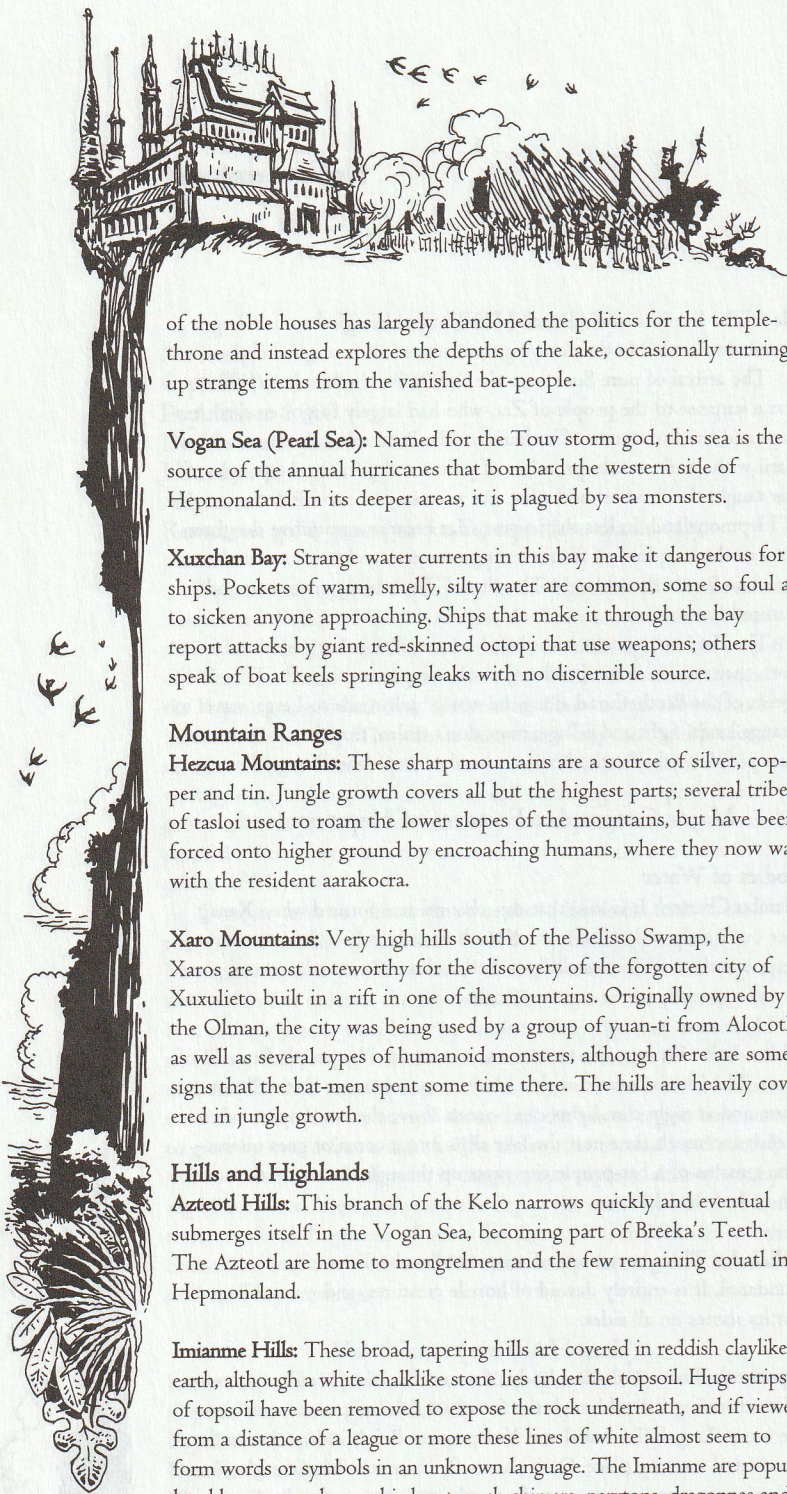 of the noble houses has largely abandoned the politics for the temple-
throne and instead explores the depths of the lake, occasionally turning
up strange items from the vanished bat-people.
Vogan Sea (Pearl Sea): Named for the Touv storm god, this sea is the
source of the annual hurricanes that bombard the western side of
Hepmonaland. In its deeper areas, it is plagued by sea monsters.
Xuxchan Bay: Strange water currents in this bay make it dangerous for
ships. Pockets of warm, smelly, silty water are common, some so foul a
to sicken anyone approaching. Ships that make it through the bay
report attacks by giant red-skinned octopi that use weapons; others
speak of boat keels springing leaks with no discernible source.
Mountain Ranges
Hezcua Mountains: These sharp mountains are a source of silver, cop-
per and tin. Jungle growth covers all but the highest parts; several tribe
of tasloi used to roam the lower slopes of the mountains, but have been
forced onto higher ground by encroaching humans, where they now wa
with the resident aarakocra.
Xaro Mountains: Very high hills south of the Pelisso Swamp, the
Xaros are most noteworthy for the discovery of the forgotten city of
Xuxulieto built in a rift in one of the mountains. Originally owned by
the Olman, the city was being used by a group of yuan-ti from Alocotl
as well as several types of humanoid monsters, although there are some
signs that the bat-men spent some time there. The hills are heavily cov
ered in jungle growth.
Hills and Highlands
Azteotl Hills: This branch of the Kelo narrows quickly and eventual
submerges itself in the Vogan Sea, becoming part of Breeka's Teeth.
The Azteotl are home to mongrelmen and the few remaining couatl in
Hepmonaland.
Imianme Hills: These broad, tapering hills are covered in reddish claylike
earth, although a white chalklike stone lies under the topsoil. Huge strips
of topsoil have been removed to expose the rock underneath, and if viewe
from a distance of a league or more these lines of white almost seem to
form words or symbols in an unknown language. The Imianme are popu